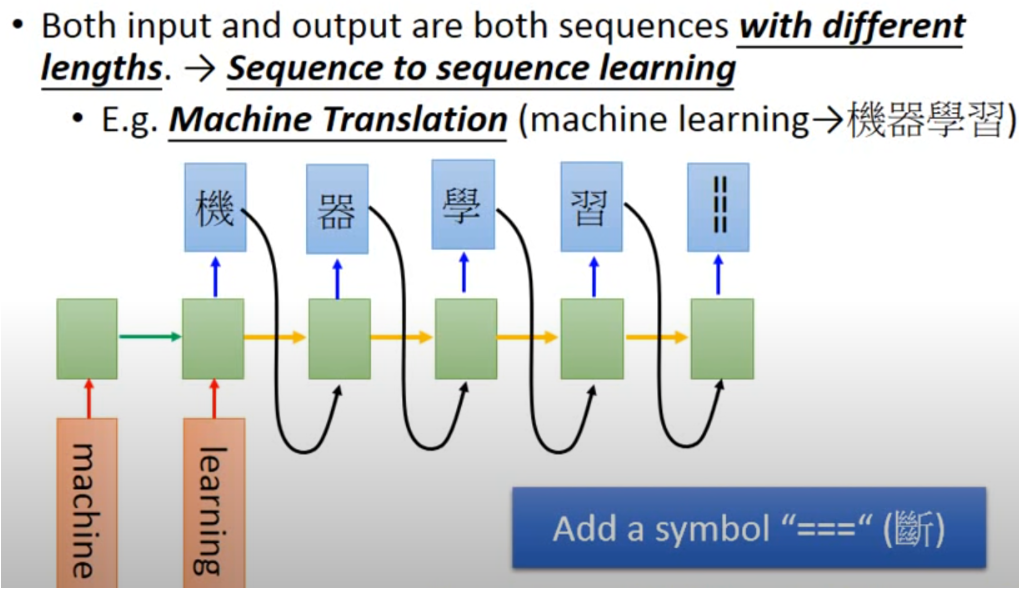 • Both input and output are both sequences with different
lengths. → Sequence to sequence learning
• E.g. Machine Translation (machine learning→機器學習)
機
器
學
習
===
machine
learning
Add a symbol “===“ (斷)